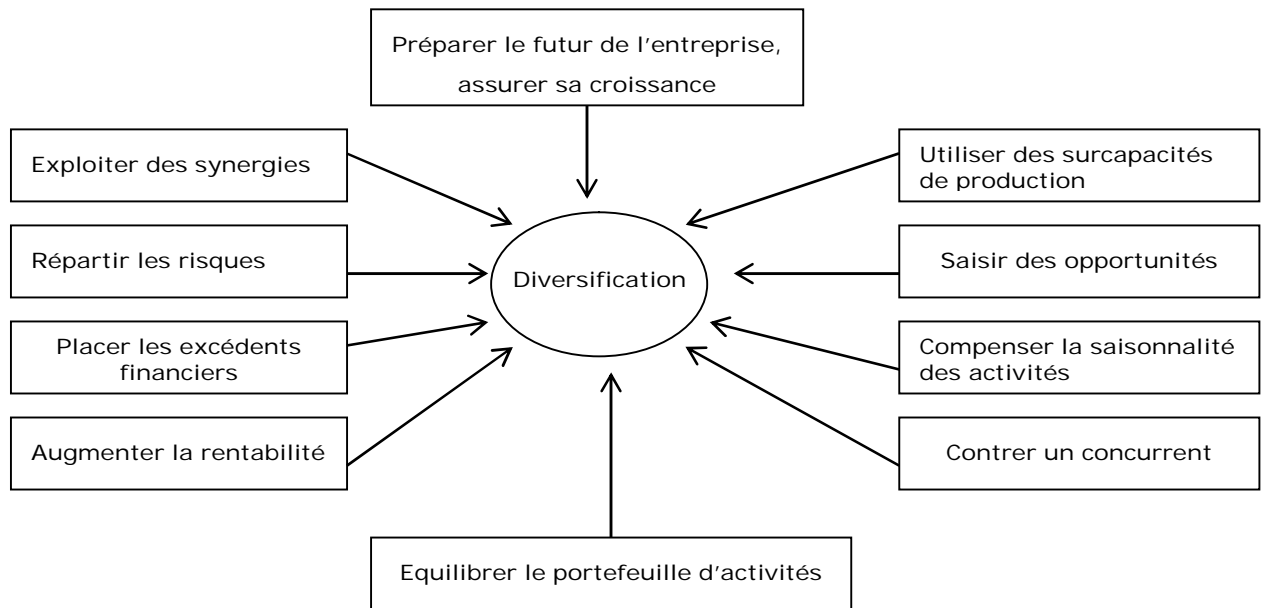 Préparer le futur de l’entreprise,
assurer sa croissance
Exploiter des synergies
Utiliser des surcapacités
de production
Répartir les risques
Diversification
Saisir des opportunités
Placer les excédents
financiers
Compenser la saisonnalité
des activités
Augmenter la rentabilité
Contrer un concurrent
Equilibrer le portefeuille d’activités